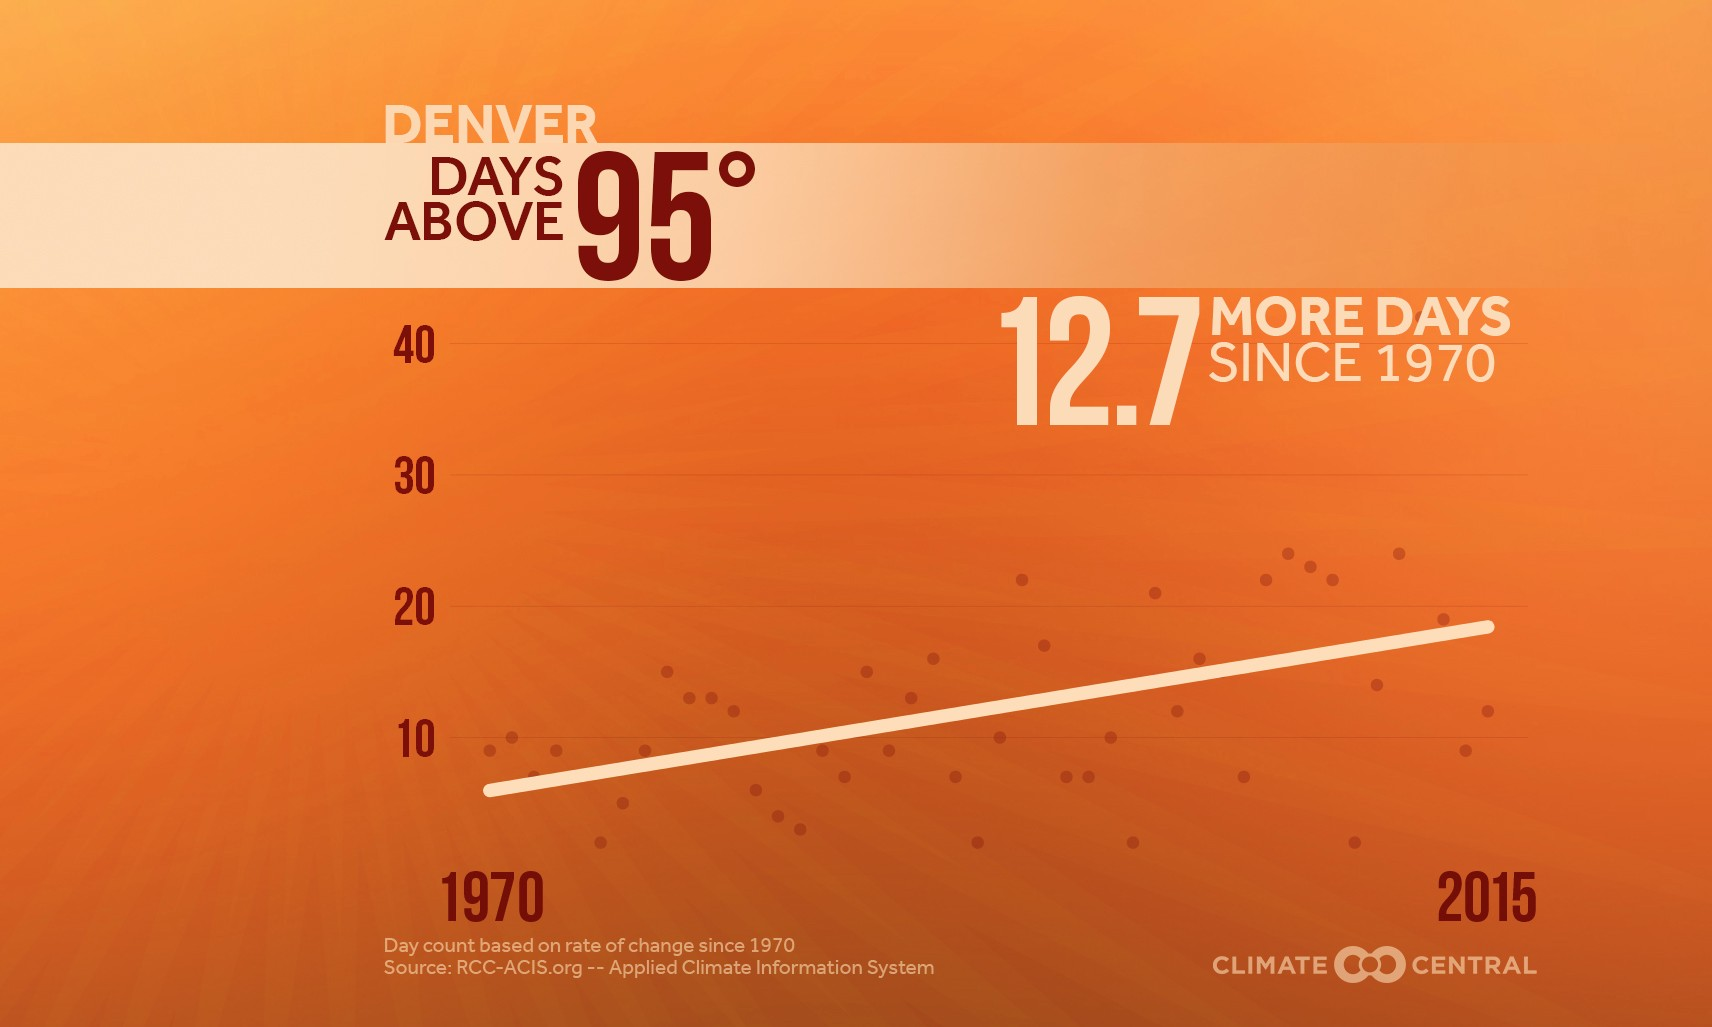 DENVER
DAYS
ABOVE 95°
12.7 MORE DAYS
SINCE 1970
40
30
20
10
1970
2015
Day count based on rate of change since 1970
Source: RCC-ACIS.org -- Applied Climate Information System
CLIMATE CENTRAL